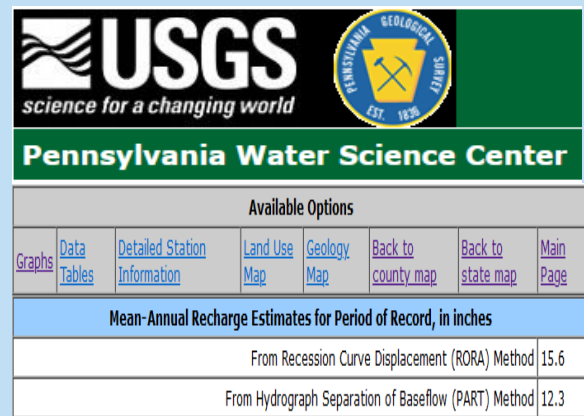 USGS
science for a changing world
PENNSYLVANIA GEOLOGICAL SURVEY
EST. 1836
Pennsylvania Water Science Center
Available Options
Graphs Data Tables Detailed Station Information Land Use Map Geology Map Back to county map Back to state map Main Page
Mean-Annual Recharge Estimates for Period of Record, in inches
From Recession Curve Displacement (RORA) Method 15.6
From Hydrograph Separation of Baseflow (PART) Method 12.3